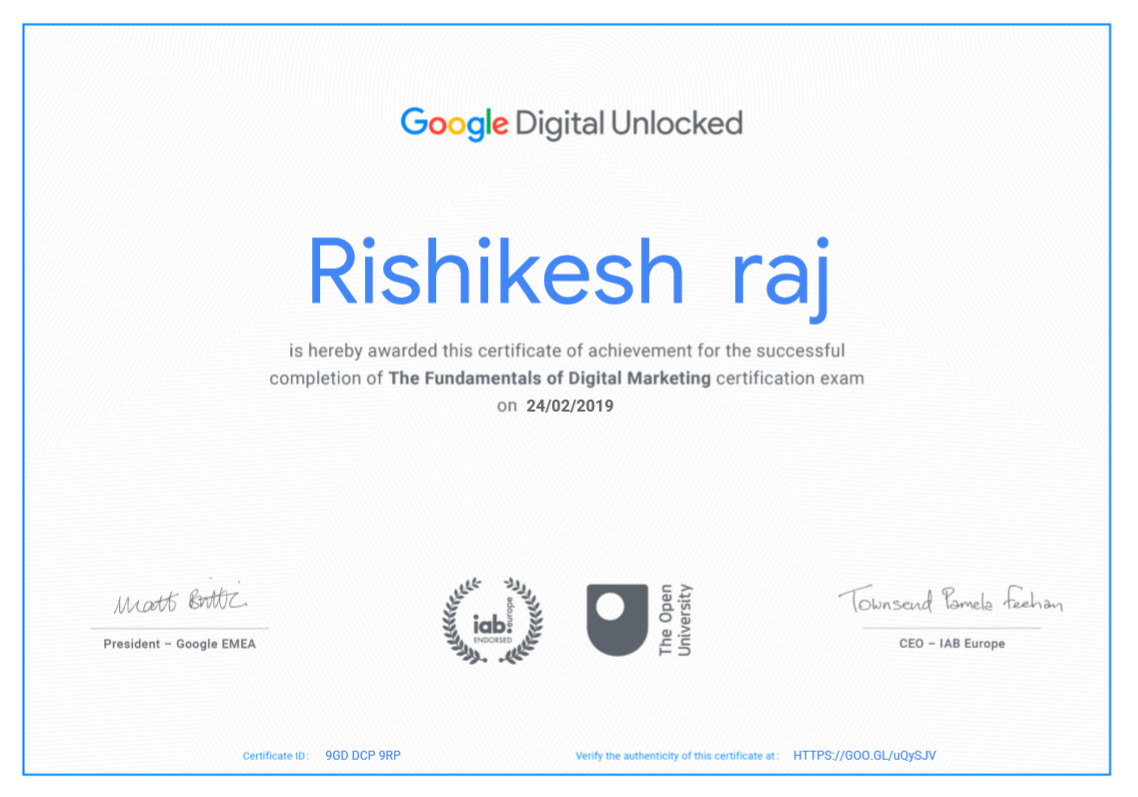 Google Digital Unlocked
Rishikesh raj
is hereby awarded this certificate of achievement for the successful
completion of The Fundamentals of Digital Marketing certification exam
on 24/02/2019
Matt Brittin
President – Google EMEA
iab. europe
ENDORSED
The Open
University
Townsend Pamela Feehan
CEO – IAB Europe
Certificate ID : 9GD DCP 9RP
Verify the authenticity of this certificate at : HTTPS://GOO.GL/uQySJV